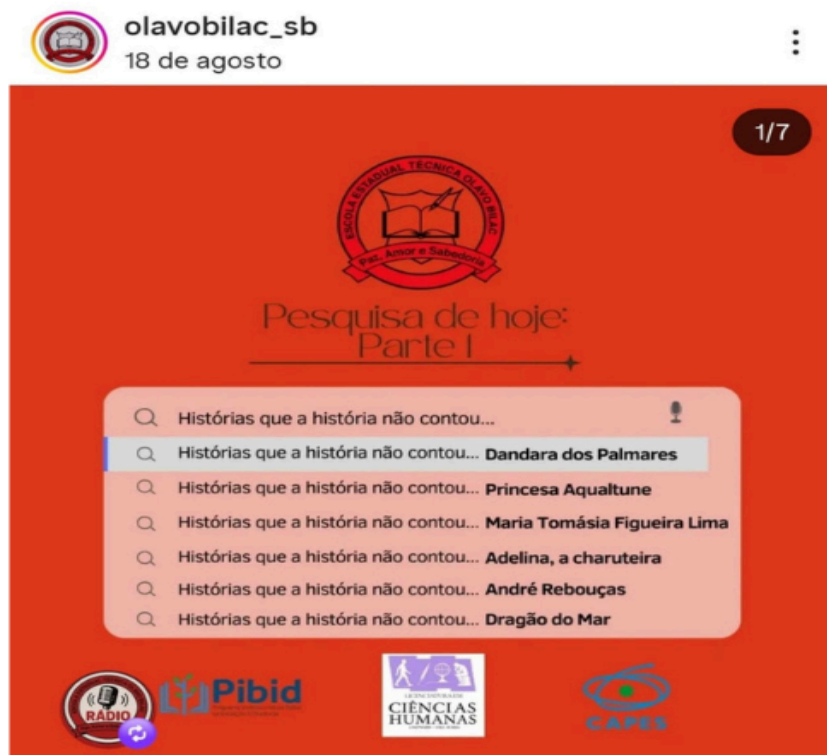 olavobilac_sb
18 de agosto
1/7
ESCOLA ESTADUAL TÉCNICA OLAVO BILAC
Paz, Amor e Sabedoria
Pesquisa de hoje:
Parte I
Histórias que a história não contou...
Histórias que a história não contou... Dandara dos Palmares
Histórias que a história não contou... Princesa Aqualtune
Histórias que a história não contou... Maria Tomásia Figueira Lima
Histórias que a história não contou... Adelina, a charuteira
Histórias que a história não contou... André Rebouças
Histórias que a história não contou... Dragão do Mar
RÁDIO
Pibid
LICENCIATURA EM
CIÊNCIAS
HUMANAS
CAPES